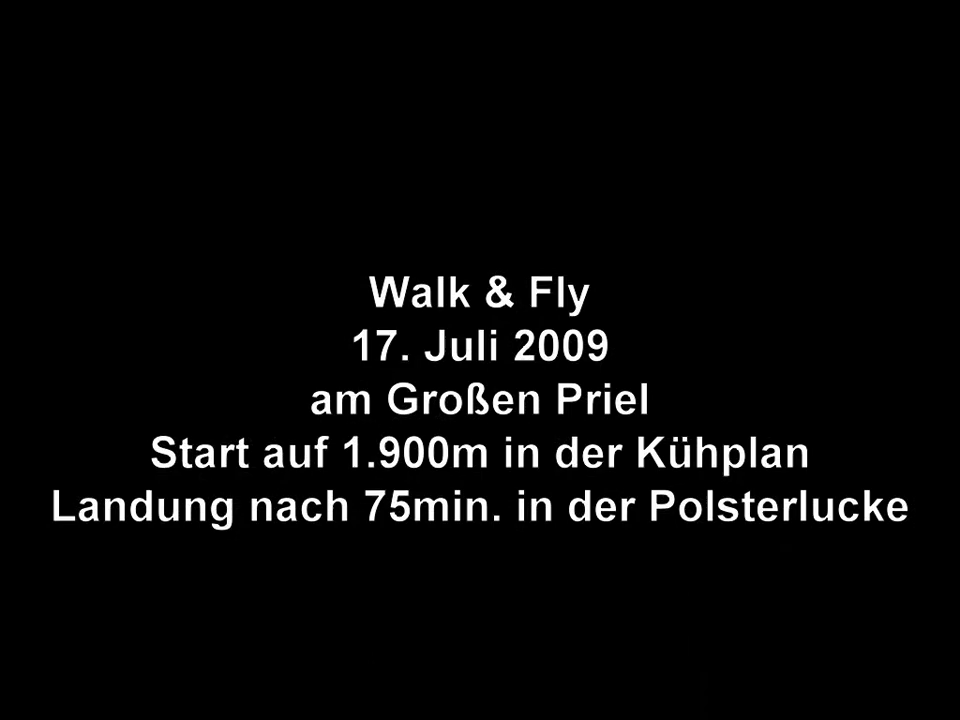 Walk & Fly
17. Juli 2009
am Großen Priel
Start auf 1.900m in der Kühplan
Landung nach 75min. in der Polsterlucke